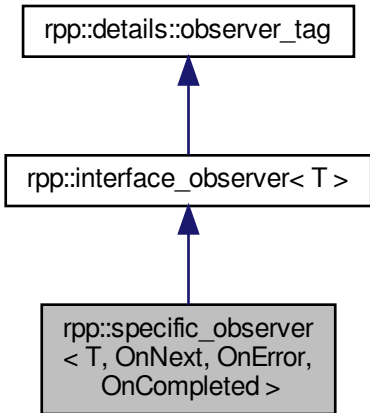 rpp::details::observer_tag
rpp::interface_observer< T >
rpp::specific_observer
< T, OnNext, OnError,
OnCompleted >